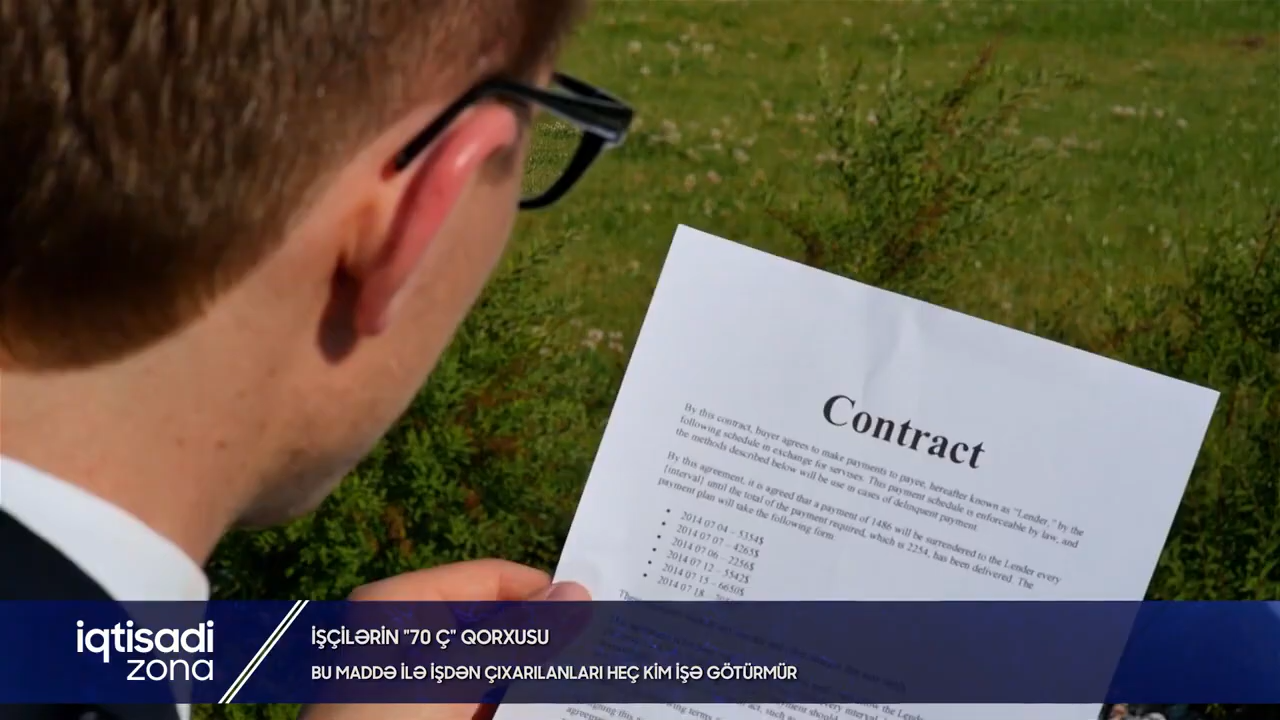 Contract
By this contract, buyer agrees to make payments to payee, hereafter known as "Lender," by the
following schedule in exchange for servises. This payment schedule is enforceable by law, and
the methods described below will be use in cases of delinquent payment.
By this agreement, it is agreed that a payment of 1486 will be surrendered to the Lender every
[interval] until the total of the payment required, which is 2254, has been delivered. The
payment plan will take the following form
• 2014 07 04 – 5354$
• 2014 07 07 – 4265$
• 2014 07 06 – 2256$
• 2014 07 12 – 5542$
• 2014 07 15 – 6650$
• 2014 07 18
iqtisadi
zona
İŞÇİLƏRİN "70 Ç" QORXUSU
BU MADDƏ İLƏ İŞDƏN ÇIXARILANLARI HEÇ KİM İŞƏ GÖTÜRMÜR